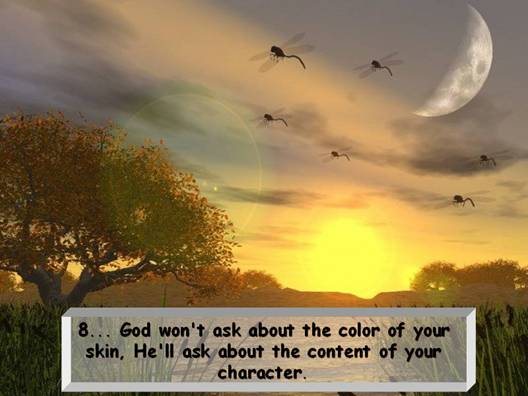 8... God won't ask about the color of your
skin, He'll ask about the content of your
character.